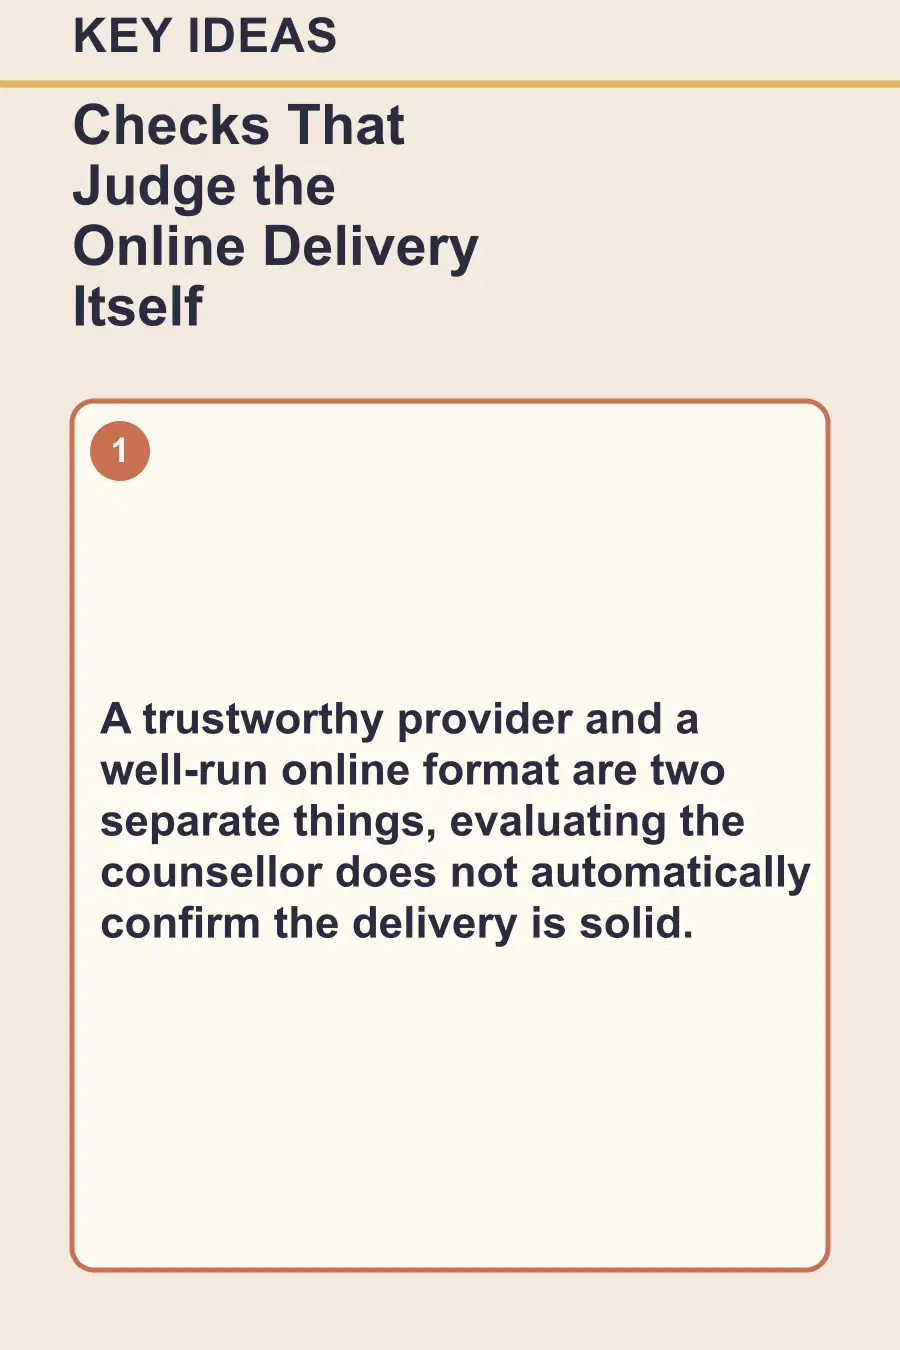 KEY IDEAS
Checks That
Judge the
Online Delivery
Itself
1
A trustworthy provider and a
well-run online format are two
separate things, evaluating the
counsellor does not automatically
confirm the delivery is solid.